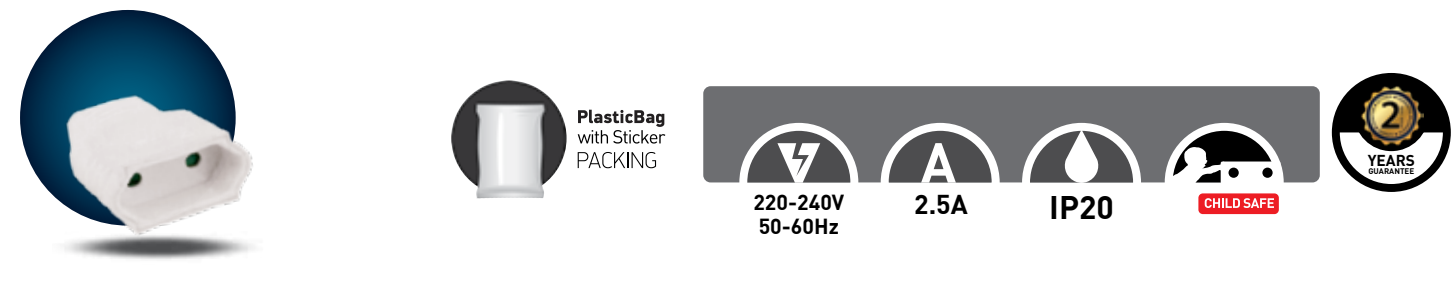 PlasticBag
with Sticker
PACKING
220-240V
50-60Hz
A
2.5A
IP20
CHILD SAFE
2
YEARS
GUARANTEE